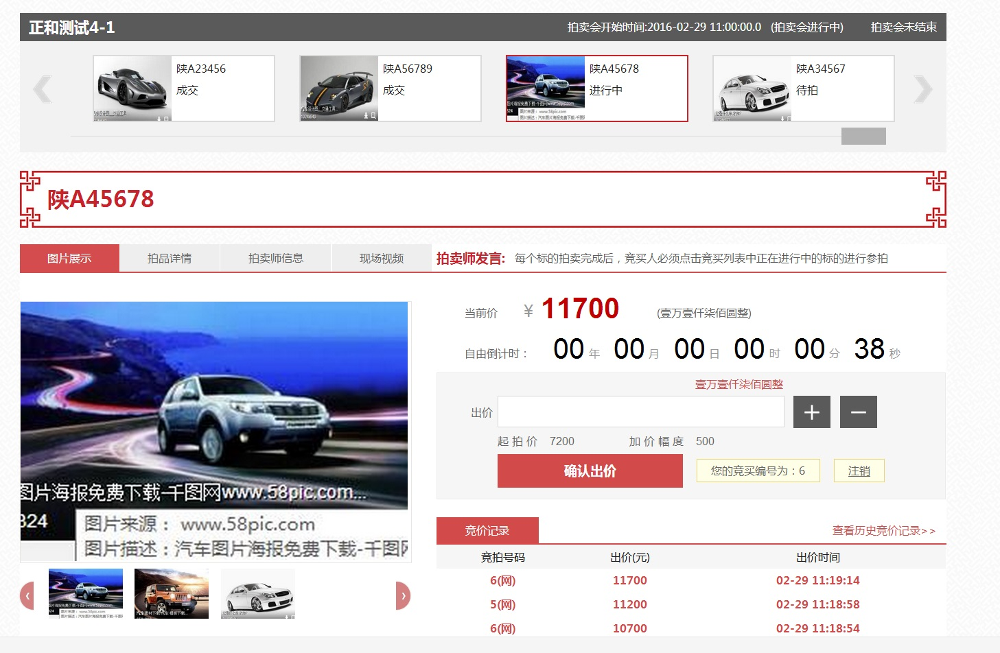 正和测试4-1
拍卖会开始时间:2016-02-29 11:00:00.0 (拍卖会进行中) 拍卖会未结束
陕A23456
成交
陕A56789
成交
陕A45678
进行中
陕A34567
待拍
陕A45678
图片展示 拍品详情 拍卖师信息 现场视频
拍卖师发言: 每个标的拍卖完成后，竞买人必须点击竞买列表中正在进行中的标的进行参拍
当前价 ¥ 11700 (壹万壹仟柒佰圆整)
自由倒计时： 00 年 00 月 00 日 00 时 00 分 38 秒
壹万壹仟柒佰圆整
出价 + －
起拍价 7200 加价幅度 500
确认出价 您的竞买编号为：6 注销
图片海报免费下载-千图网www.58pic.com...
324
图片来源： www.58pic.com
图片描述：汽车图片海报免费下载-千图网
竞价记录 查看历史竞价记录>>
竞拍号码 出价(元) 出价时间
6(网) 11700 02-29 11:19:14
5(网) 11200 02-29 11:18:58
6(网) 10700 02-29 11:18:54